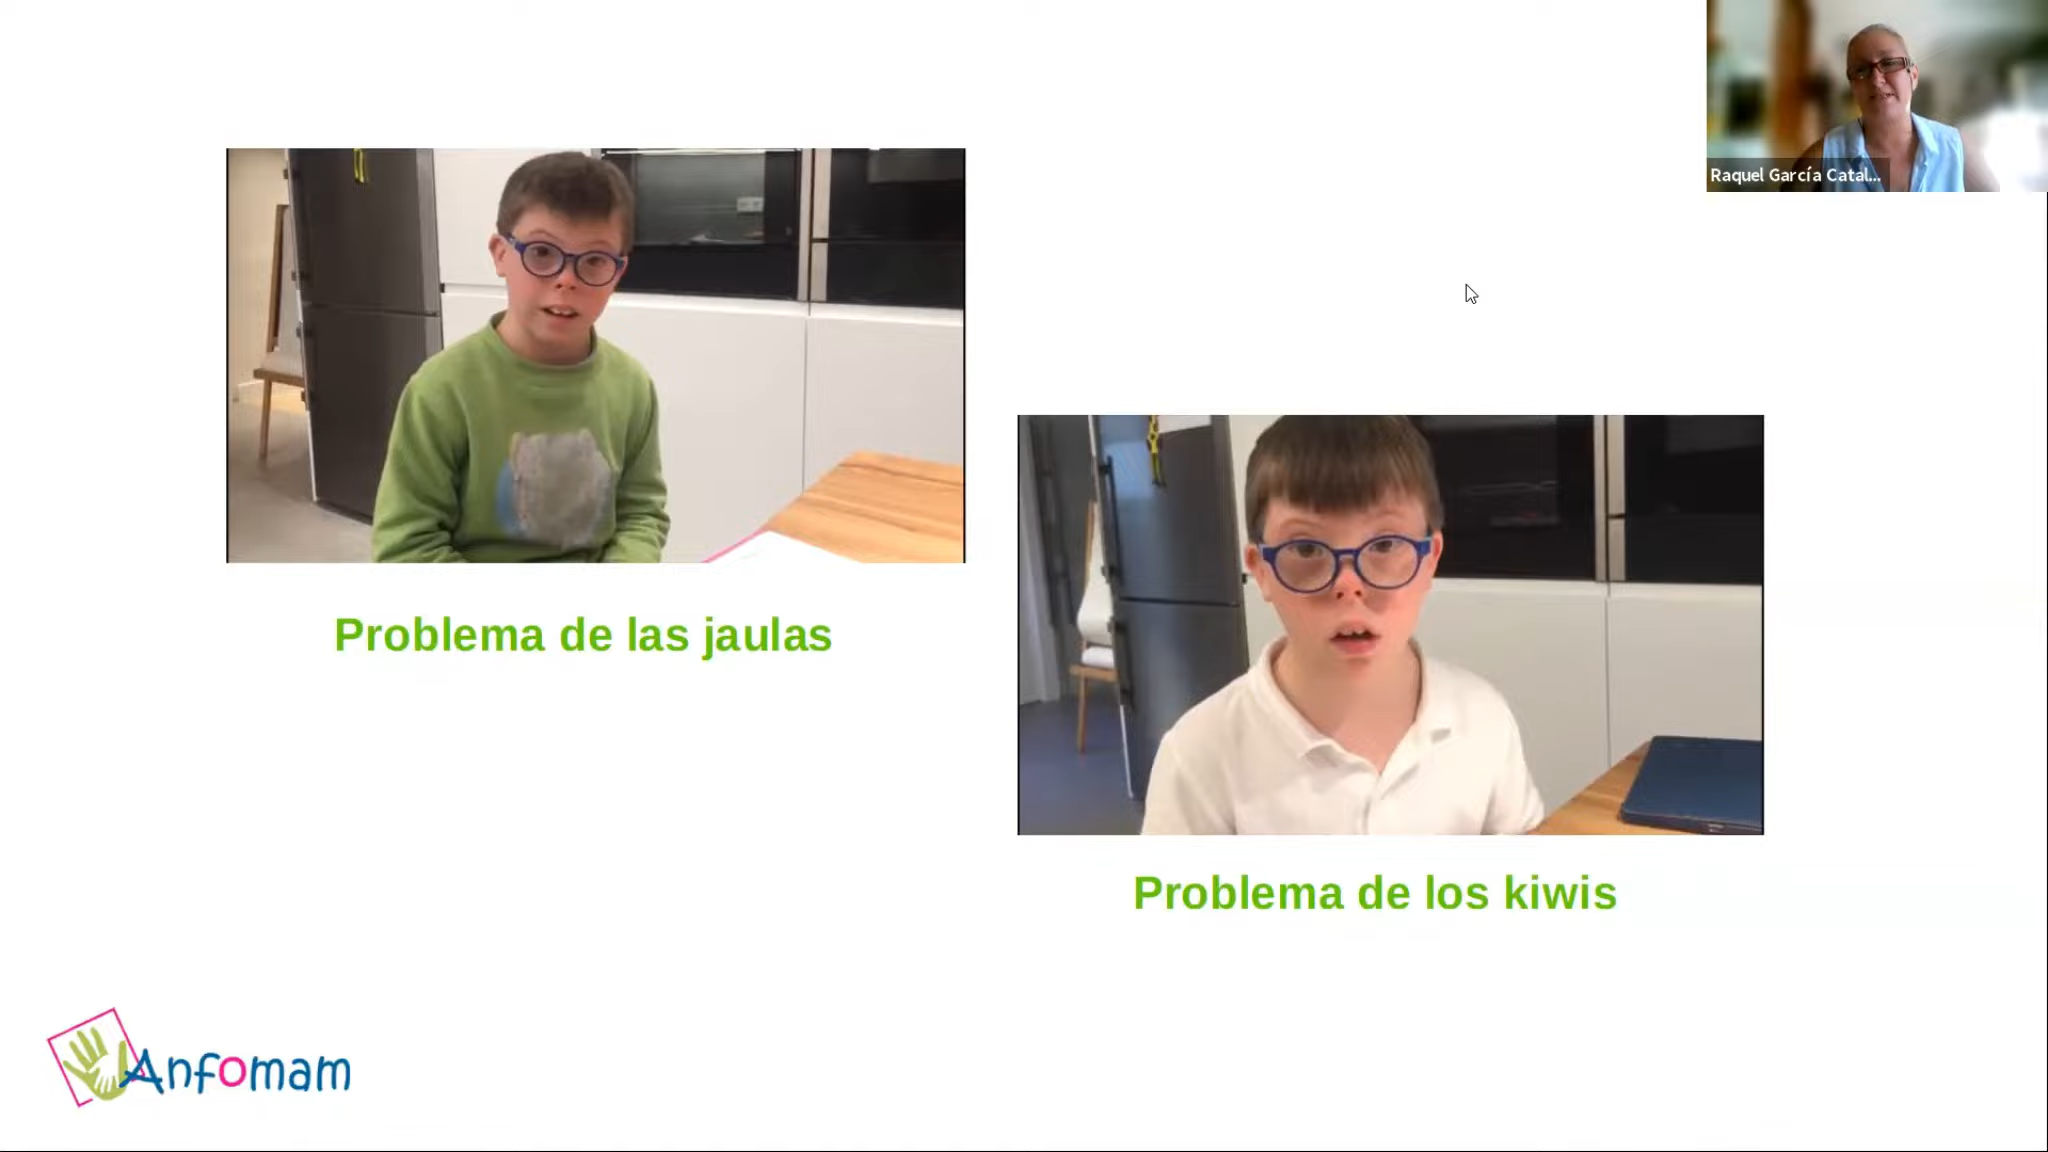 Raquel García Catal...
Problema de las jaulas
Problema de los kiwis
Anfomam